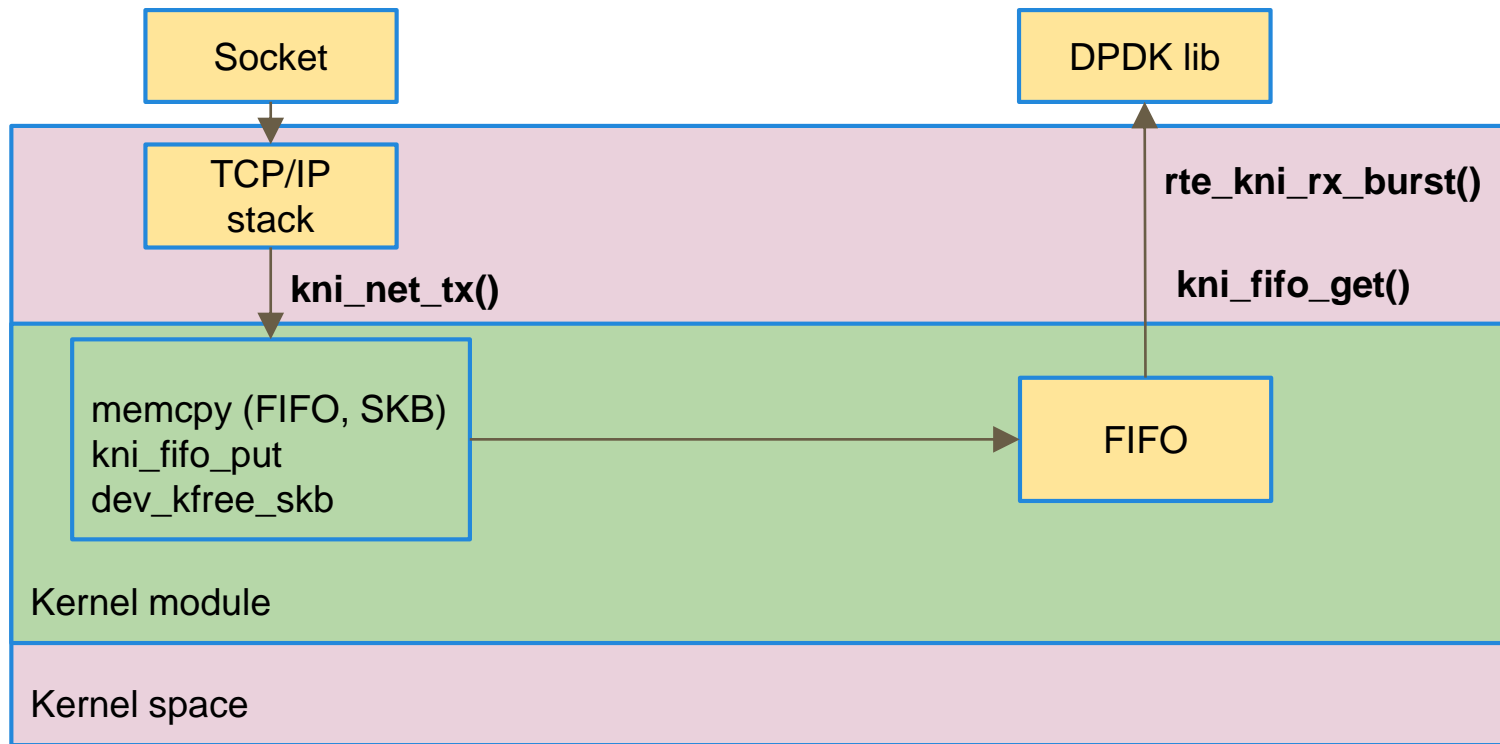 Socket
DPDK lib
TCP/IP
stack
rte_kni_rx_burst()
kni_net_tx()
kni_fifo_get()
memcpy (FIFO, SKB)
kni_fifo_put
dev_kfree_skb
FIFO
Kernel module
Kernel space